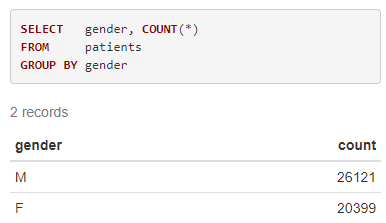 SELECT   gender, COUNT(*)
FROM     patients
GROUP BY gender
2 records
gender count
M 26121
F 20399